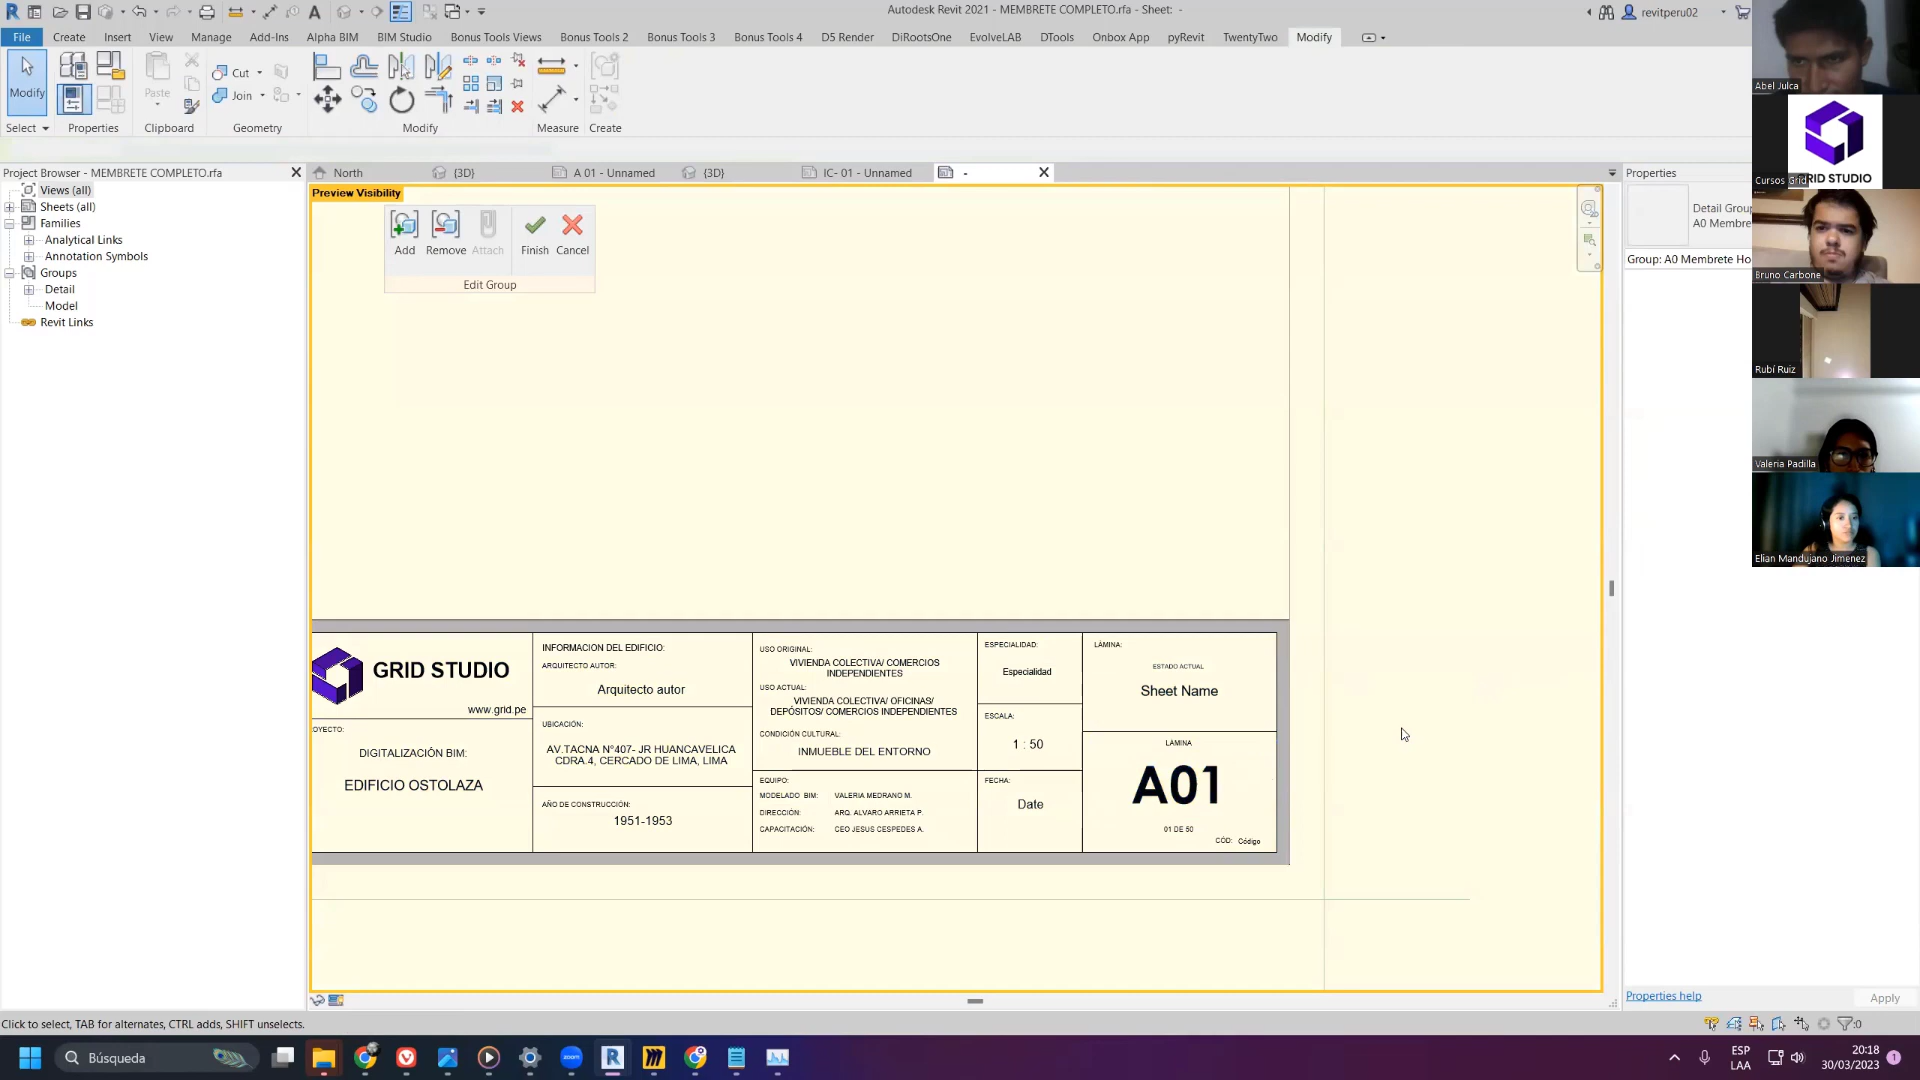 Autodesk Revit 2021 - MEMBRETE COMPLETO.rfa - Sheet: -
revitperu02
File Create Insert View Manage Add-Ins Alpha BIM BIM Studio Bonus Tools Views Bonus Tools 2 Bonus Tools 3 Bonus Tools 4 D5 Render DiRootsOne EvolveLAB DTools Onbox App pyRevit TwentyTwo Modify
Modify
Paste
Cut
Join
Select Properties Clipboard Geometry Modify Measure Create
Project Browser - MEMBRETE COMPLETO.rfa
Views (all)
Sheets (all)
Families
Analytical Links
Annotation Symbols
Groups
Detail
Model
Revit Links
North {3D} A 01 - Unnamed {3D} IC- 01 - Unnamed -
Preview Visibility
Add Remove Attach Finish Cancel
Edit Group
GRID STUDIO
www.grid.pe
OYECTO:
DIGITALIZACIÓN BIM:
EDIFICIO OSTOLAZA
INFORMACION DEL EDIFICIO:
ARQUITECTO AUTOR:
Arquitecto autor
UBICACIÓN:
AV.TACNA N°407- JR HUANCAVELICA
CDRA.4, CERCADO DE LIMA, LIMA
AÑO DE CONSTRUCCIÓN:
1951-1953
USO ORIGINAL:
VIVIENDA COLECTIVA/ COMERCIOS
INDEPENDIENTES
USO ACTUAL:
VIVIENDA COLECTIVA/ OFICINAS/
DEPÓSITOS/ COMERCIOS INDEPENDIENTES
CONDICIÓN CULTURAL:
INMUEBLE DEL ENTORNO
EQUIPO:
MODELADO BIM: VALERIA MEDRANO M.
DIRECCIÓN: ARQ. ALVARO ARRIETA P.
CAPACITACIÓN: CEO JESUS CESPEDES A.
ESPECIALIDAD:
Especialidad
ESCALA:
1 : 50
FECHA:
Date
LÁMINA:
ESTADO ACTUAL
Sheet Name
LAMINA
A01
01 DE 50
CÓD: Código
Properties
Detail Group
A0 Membre
Group: A0 Membrete Ho
Properties help
Apply
Abel Julca
GRID STUDIO
Cursos Grid
Bruno Carbone
Rubí Ruiz
Valeria Padilla
Elian Mandujano Jimenez
Click to select, TAB for alternates, CTRL adds, SHIFT unselects.
:0
Búsqueda
zoom
ESP
LAA
20:18
30/03/2023
1